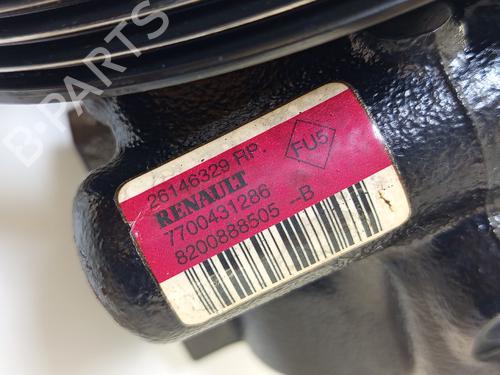 B-PARTS
26146329 RP.
FU5
RENAULT
7700431286
8200888505 -B